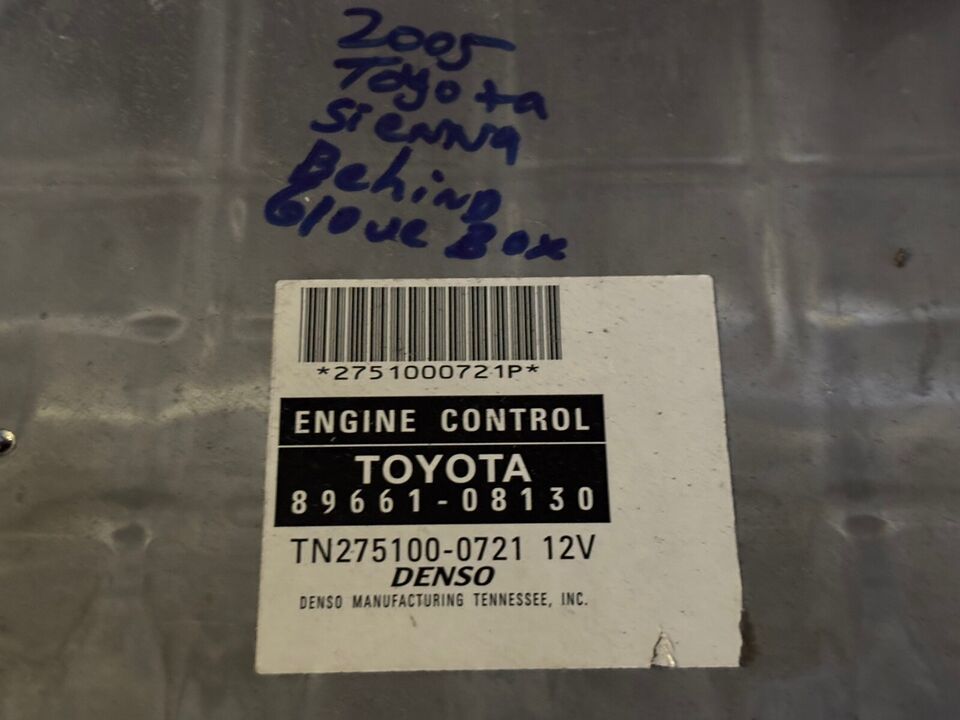 2005
Toyota
Sienna
Behind
Glove Box
*2751000721P*
ENGINE CONTROL
TOYOTA
89661-08130
TN275100-0721 12V
DENSO
DENSO MANUFACTURING TENNESSEE, INC.